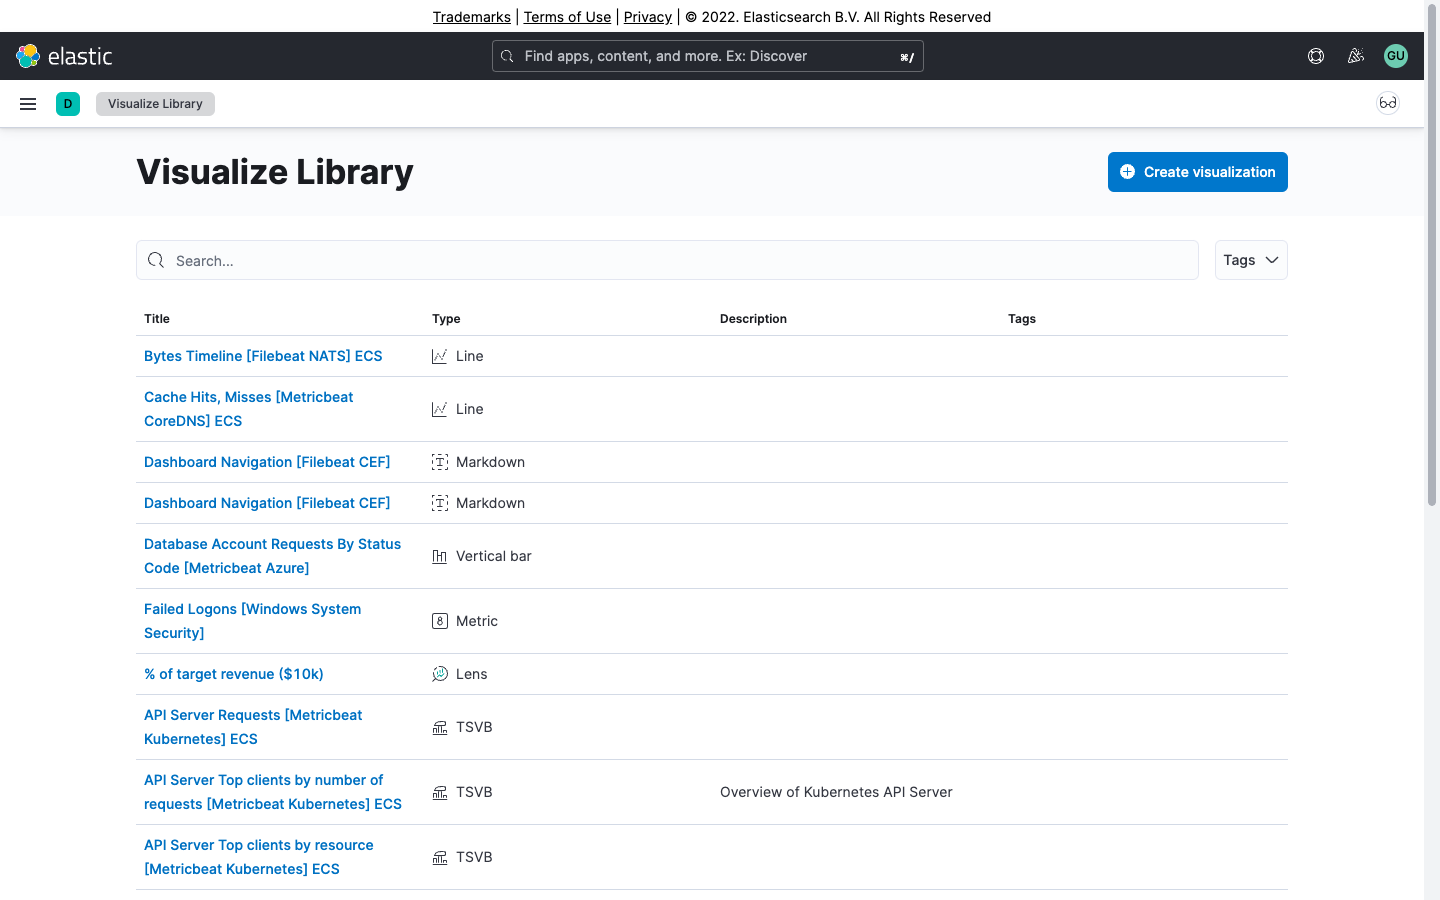 Trademarks | Terms of Use | Privacy | © 2022. Elasticsearch B.V. All Rights Reserved
elastic
Find apps, content, and more. Ex: Discover
⌘/
GU
D
Visualize Library
Visualize Library
Create visualization
Search...
Tags
Title Type Description Tags
Bytes Timeline [Filebeat NATS] ECS Line
Cache Hits, Misses [Metricbeat
CoreDNS] ECS
Line
Dashboard Navigation [Filebeat CEF] Markdown
Dashboard Navigation [Filebeat CEF] Markdown
Database Account Requests By Status
Code [Metricbeat Azure]
Vertical bar
Failed Logons [Windows System
Security]
Metric
% of target revenue ($10k) Lens
API Server Requests [Metricbeat
Kubernetes] ECS
TSVB
API Server Top clients by number of
requests [Metricbeat Kubernetes] ECS
TSVB
Overview of Kubernetes API Server
API Server Top clients by resource
[Metricbeat Kubernetes] ECS
TSVB